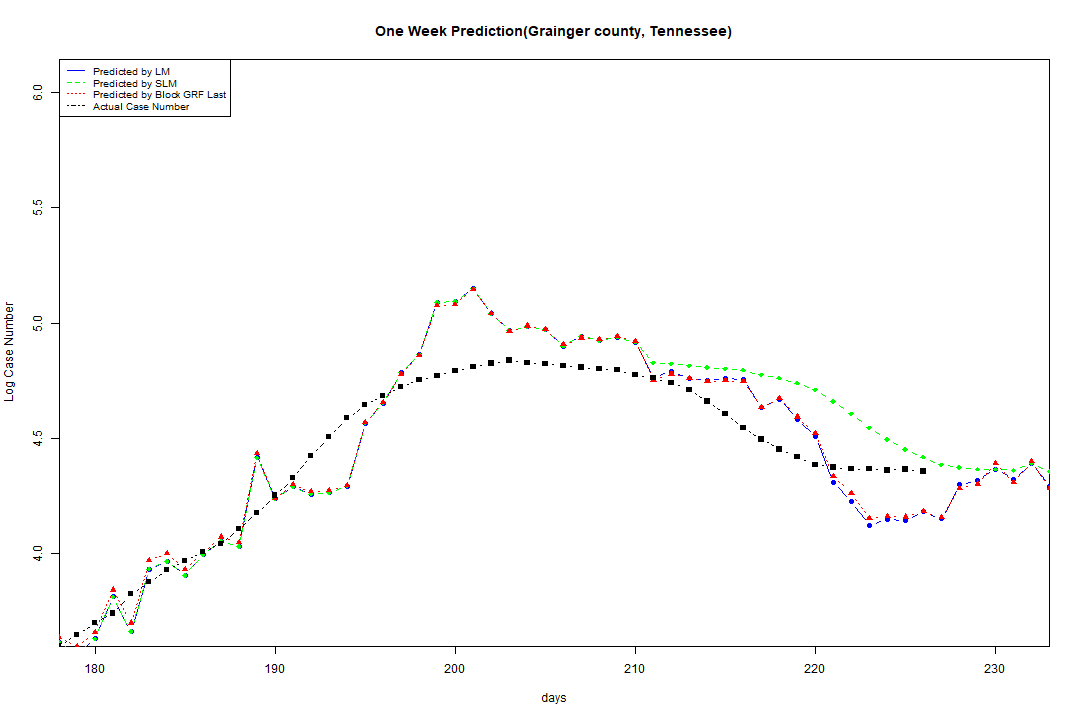 One Week Prediction(Grainger county, Tennessee)
Predicted by LM
Predicted by SLM
Predicted by Block GRF Last
Actual Case Number
6.0
5.5
5.0
4.5
4.0
Log Case Number
180 190 200 210 220 230
days